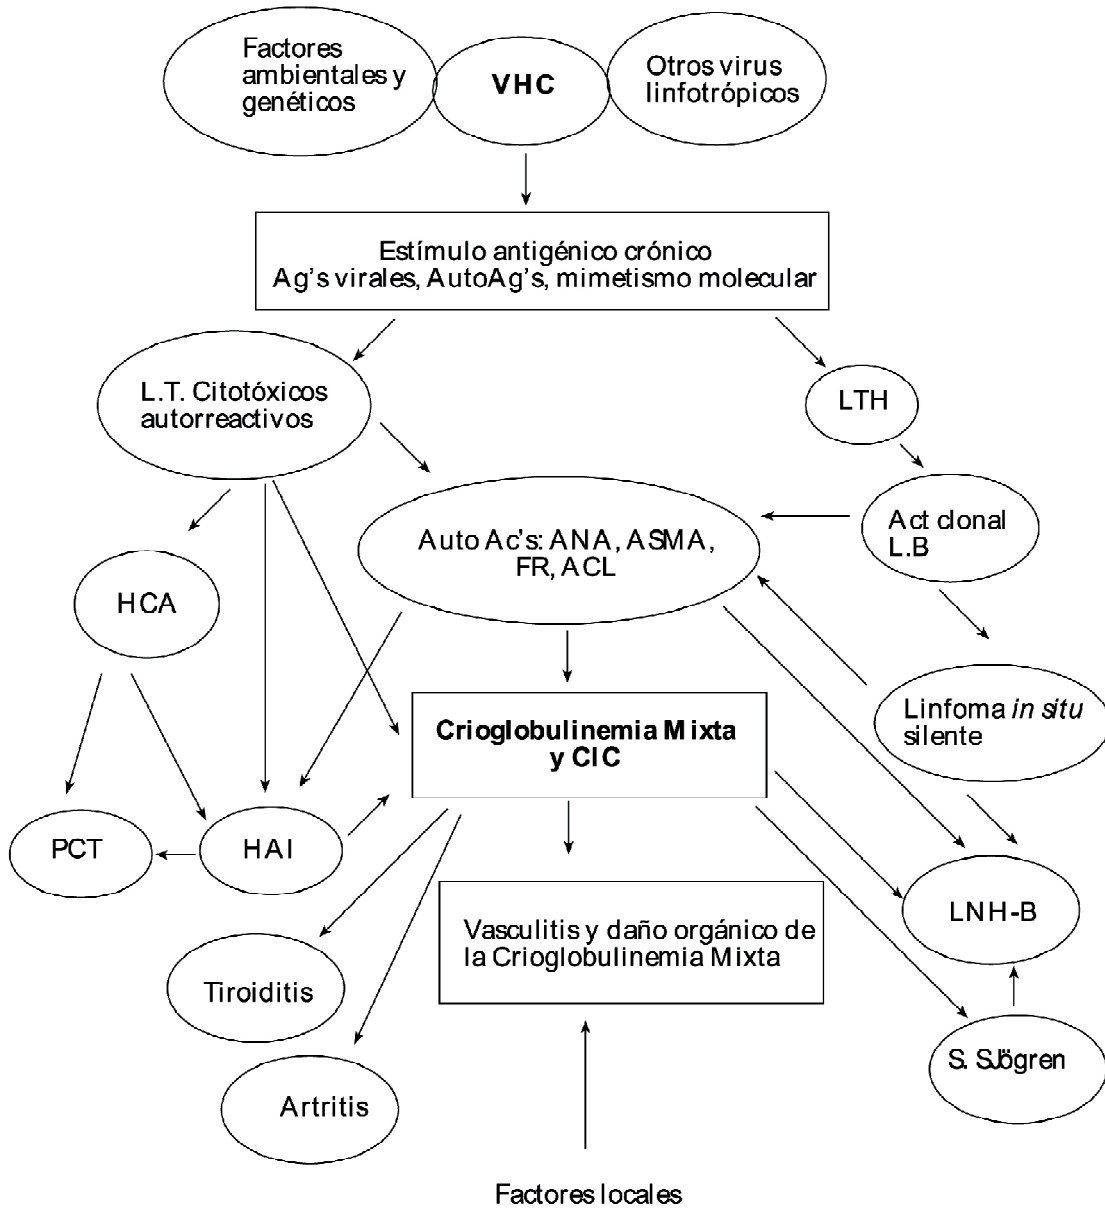 Factores
ambientales y
genéticos
VHC
Otros virus
linfotrópicos
Estímulo antigénico crónico
Ag's virales, AutoAg's, mimetismo molecular
L.T. Citotóxicos
autorreactivos
LTH
Auto Ac's: ANA, ASMA,
FR, ACL
Act clonal
L.B
HCA
Crioglobulinemia Mixta
y CIC
Linfoma in situ
silente
PCT
HAI
LNH-B
Vasculitis y daño orgánico de
la Crioglobulinemia Mixta
Tiroiditis
S. SJögren
Artritis
Factores locales